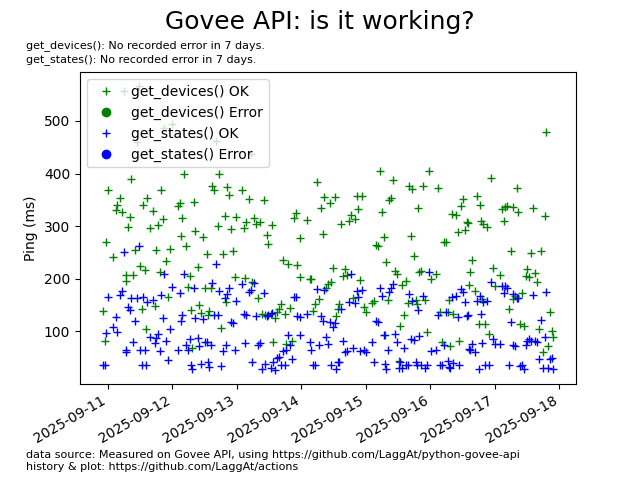 Govee API: is it working?
get_devices(): No recorded error in 7 days.
get_states(): No recorded error in 7 days.
get_devices() OK
get_devices() Error
get_states() OK
get_states() Error
Ping (ms)
500
400
300
200
100
2025-09-11
2025-09-12
2025-09-13
2025-09-14
2025-09-15
2025-09-16
2025-09-17
2025-09-18
data source: Measured on Govee API, using https://github.com/LaggAt/python-govee-api
history & plot: https://github.com/LaggAt/actions